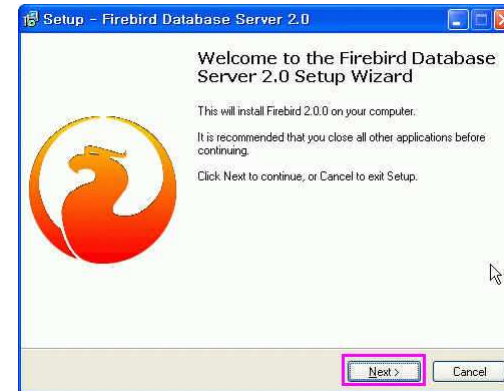 Setup - Firebird Database Server 2.0
Welcome to the Firebird Database
Server 2.0 Setup Wizard
This will install Firebird 2.0.0 on your computer.
It is recommended that you close all other applications before
continuing.
Click Next to continue, or Cancel to exit Setup.
Next >
Cancel